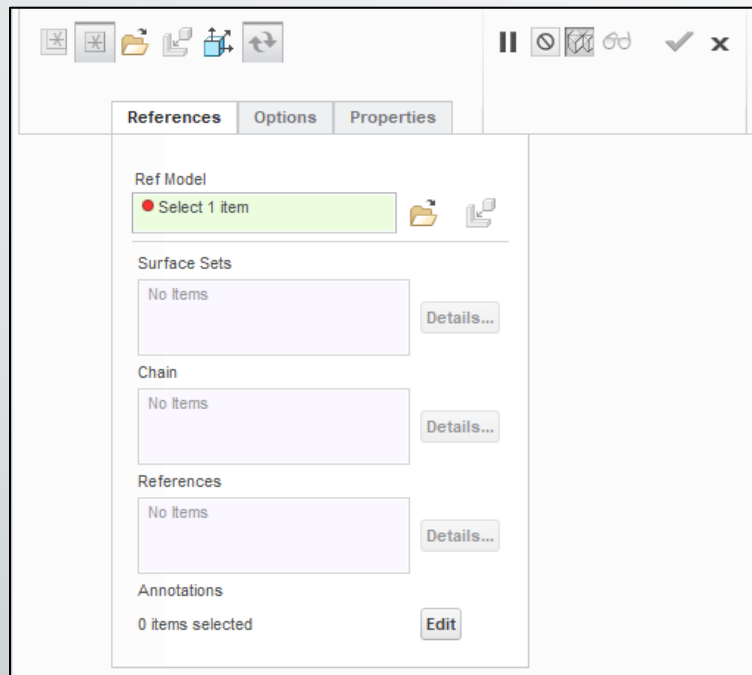 References Options Properties
Ref Model
Select 1 item
Surface Sets
No Items
Details...
Chain
No Items
Details...
References
No Items
Details...
Annotations
0 items selected Edit